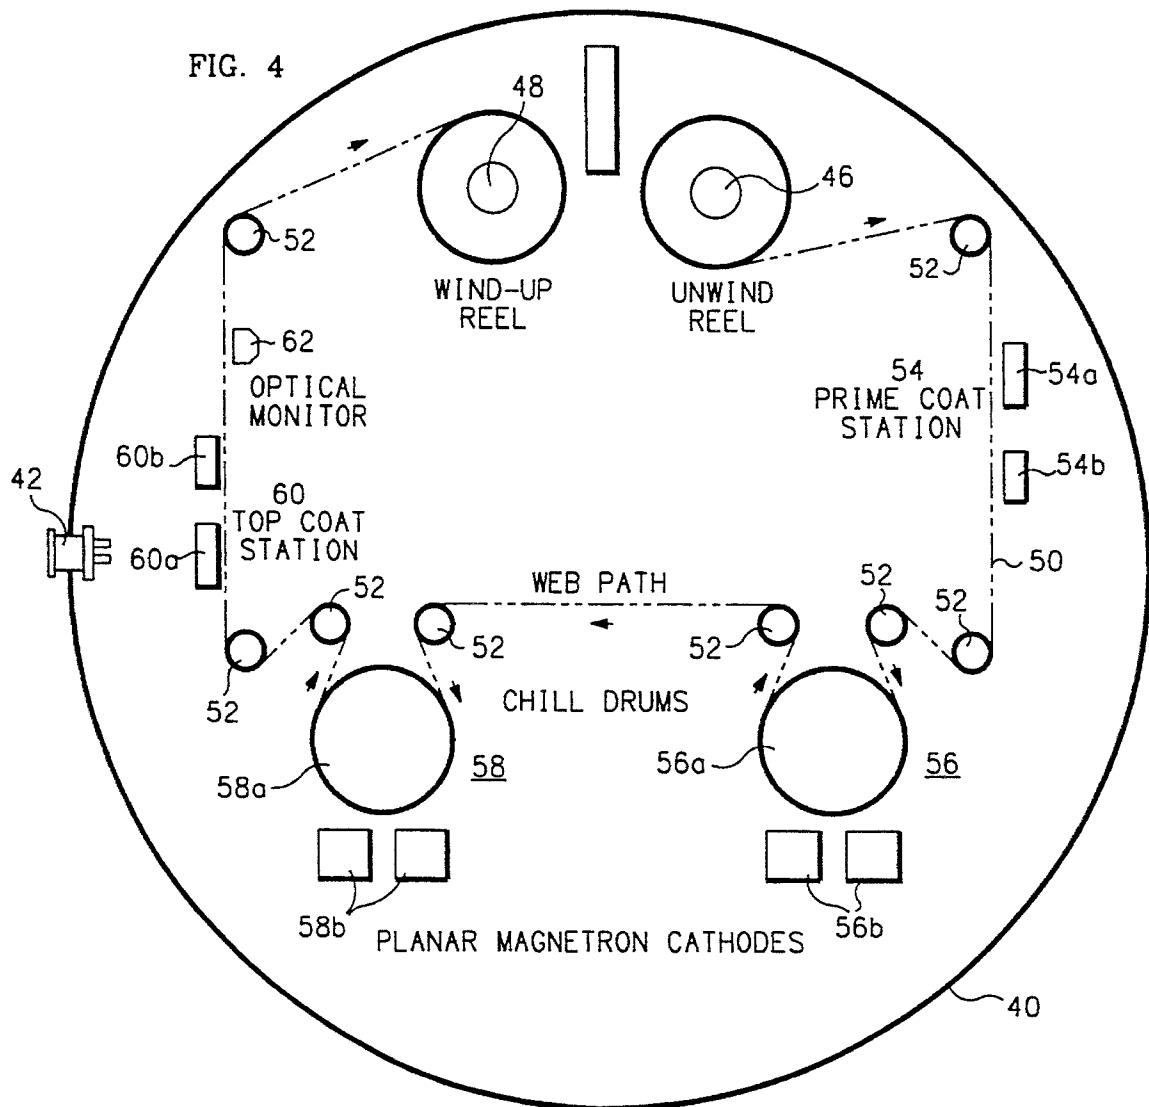 FIG. 4
48
46
52
52
WIND-UP
REEL
UNWIND
REEL
62
OPTICAL
MONITOR
54
PRIME COAT
STATION
54a
54b
60b
42
60
TOP COAT
STATION
60a
50
WEB PATH
52
52
52
52
52
52
CHILL DRUMS
58a
58
56a
56
58b
56b
PLANAR MAGNETRON CATHODES
40